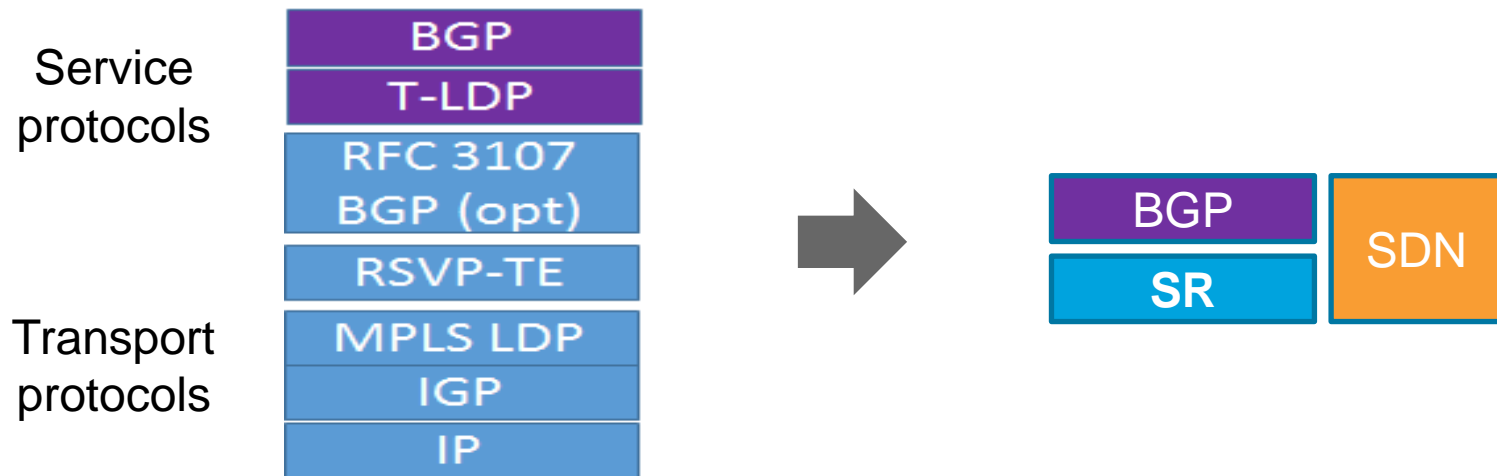 Service
protocols
BGP
T-LDP
RFC 3107
BGP (opt)
RSVP-TE
Transport
protocols
MPLS LDP
IGP
IP
BGP
SR
SDN